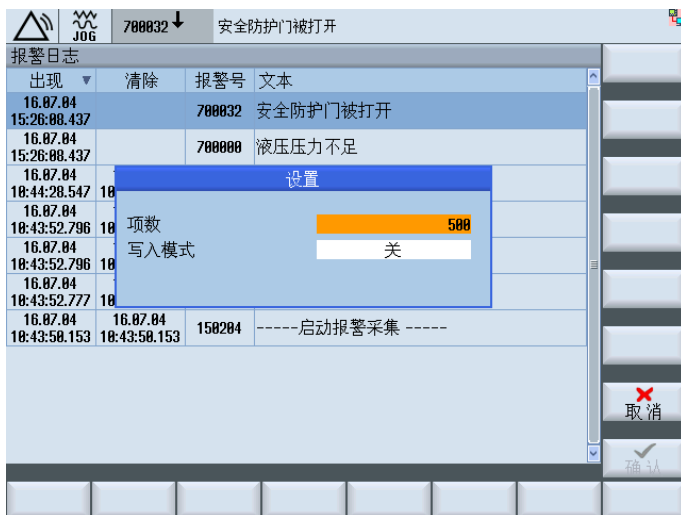 JOG
700032
安全防护门被打开
报警日志
出现 清除 报警号 文本
16.07.04
15:26:08.437
700032 安全防护门被打开
16.07.04
15:26:08.437
700000 液压压力不足
16.07.04
10:44:28.547 10
设置
16.07.04
10:43:52.796 10
项数 500
16.07.04
10:43:52.796 10
写入模式 关
16.07.04
10:43:52.777 10
16.07.04 16.07.04
10:43:50.153 10:43:50.153
150204 -----启动报警采集 -----
取消
确认